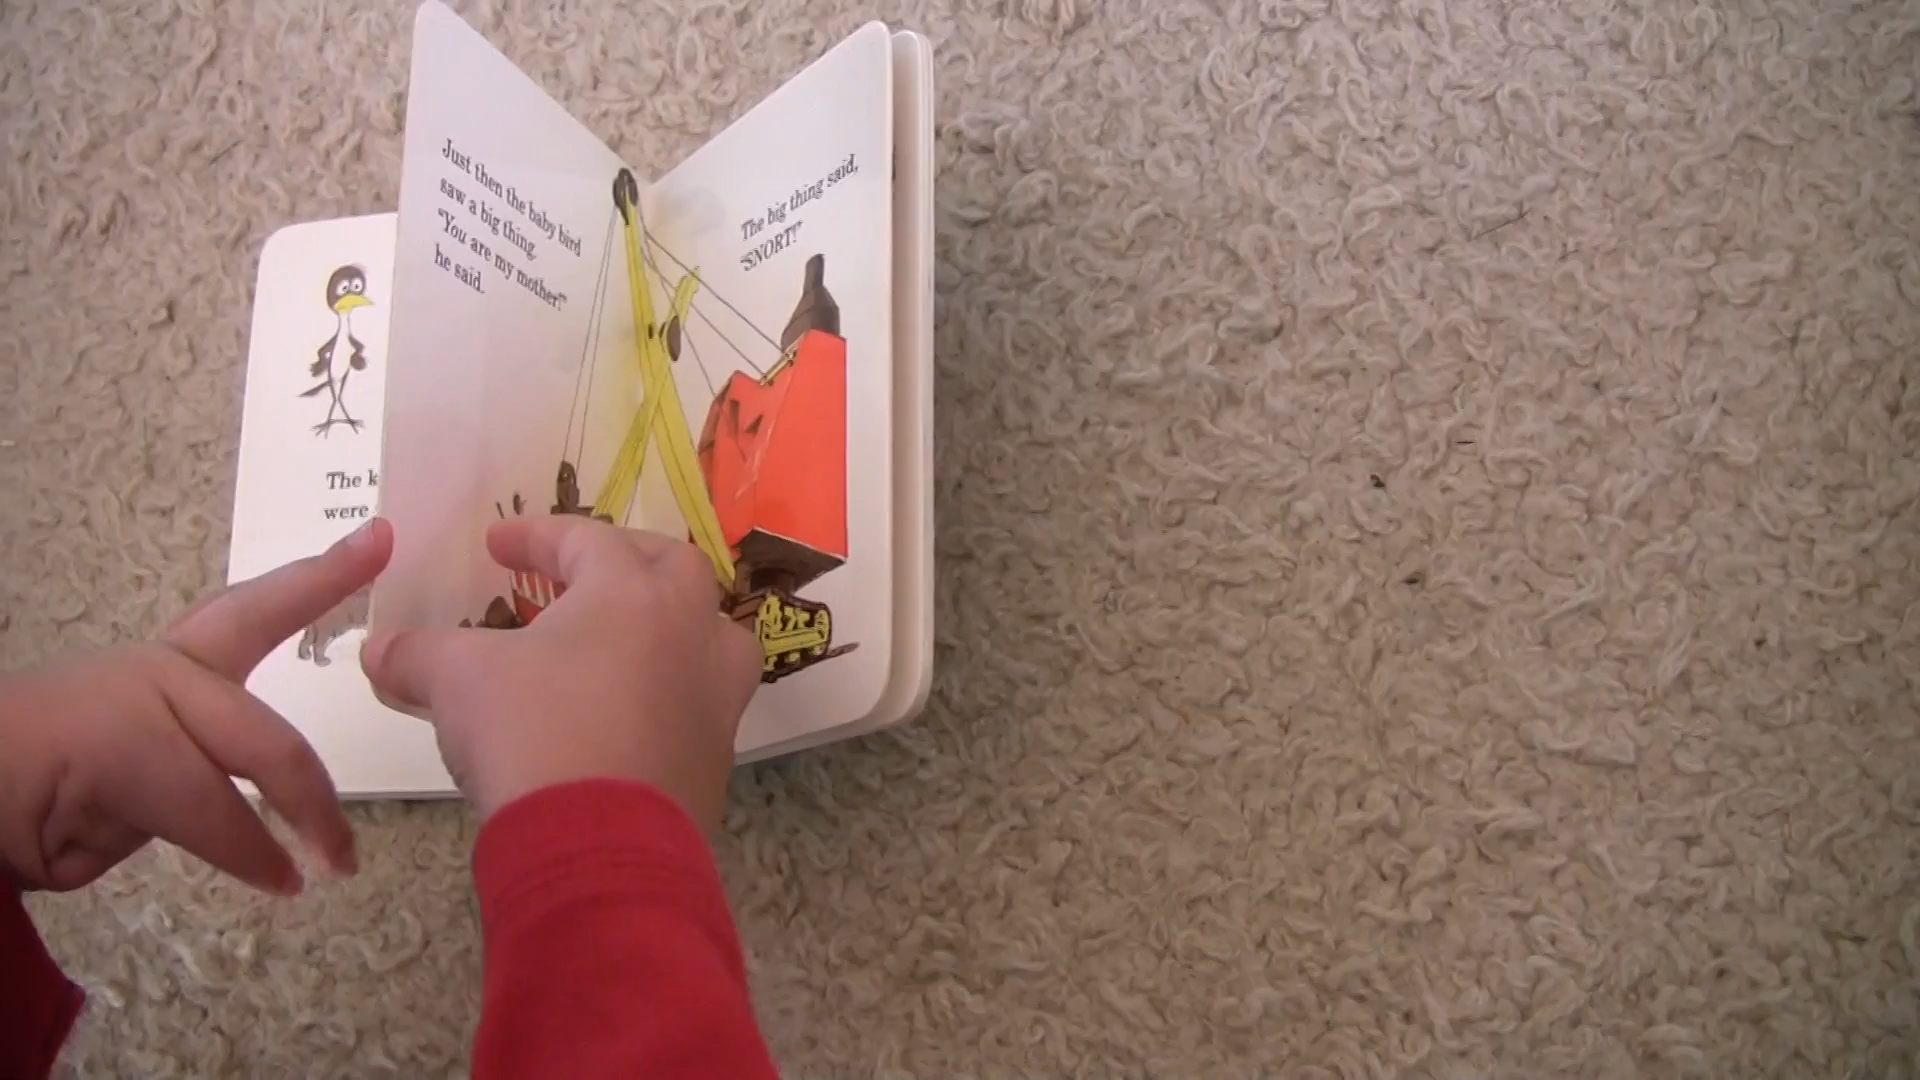 Just then the baby bird
saw a big thing.
"You are my mother!"
he said.
The big thing said,
"SNORT!"
The k
were